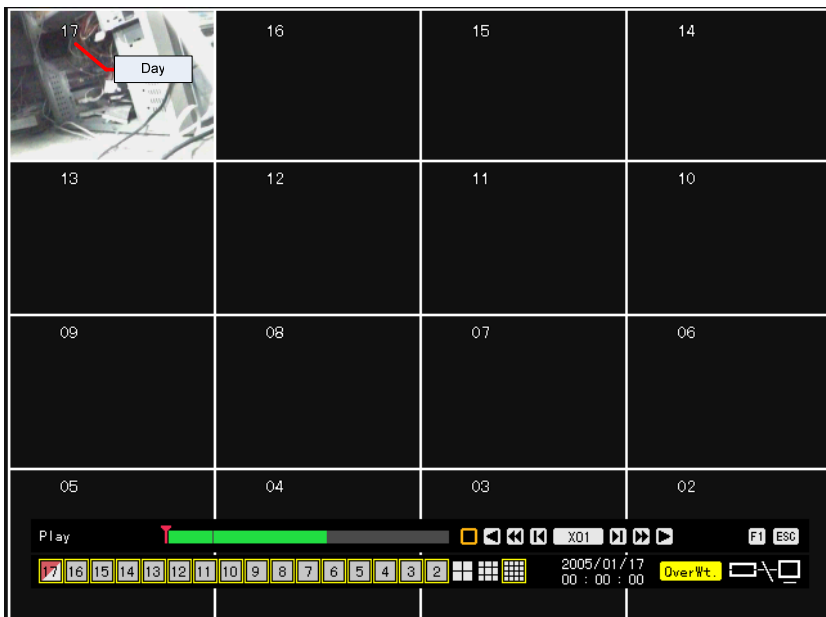 17 16 15 14
Day
13 12 11 10
09 08 07 06
05 04 03 02
Play X01 F1 ESC
17 16 15 14 13 12 11 10 9 8 7 6 5 4 3 2 2005/01/17 OverWt.
00 : 00 : 00